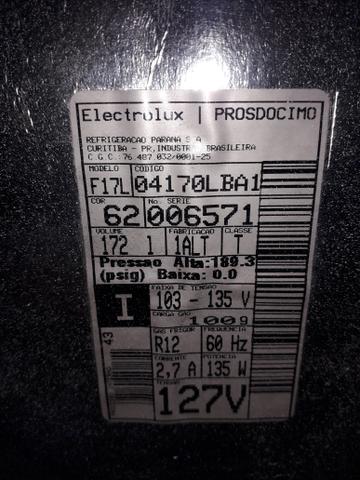 Electrolux | PROSDOCIMO
REFRIGERACAO PARANA S A
CURITIBA - PR, INDUSTRIA BRASILEIRA
C.G.C.:76.487.032/0001-25
MODELO CODIGO
F17L 04170LBA1
COR No. SERIE
62 006571
VOLUME FABRICACAO CLASSE
172 l 1ALT T
Pressao Alta:189.3
(psig) Baixa: 0.0
I
FAIXA DE TENSAO
103 - 135 V
CARGA GAS
100g
GAS FRIGOR FREQUENCIA
R12 60 Hz
CORRENTE POTENCIA
2,7 A 135 W
TENSAO
127V
43